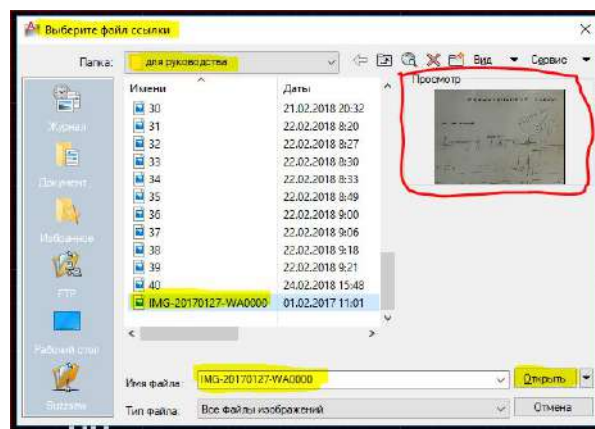 Выберите файл ссылки
Папка: для руководства Вид Сервис
Имени Даты Просмотр
30 21.02.2018 20:32
31 22.02.2018 8:20
32 22.02.2018 8:27
33 22.02.2018 8:30
34 22.02.2018 8:33
35 22.02.2018 8:49
36 22.02.2018 9:00
37 22.02.2018 9:06
38 22.02.2018 9:18
39 22.02.2018 9:21
40 24.02.2018 15:48
IMG-20170127-WA0000 01.02.2017 11:01
Журнал
Избранное
FTP
Рабочий стол
Buzzsaw
Имя файла: IMG-20170127-WA0000 Открыть
Тип файла: Все файлы изображений Отмена